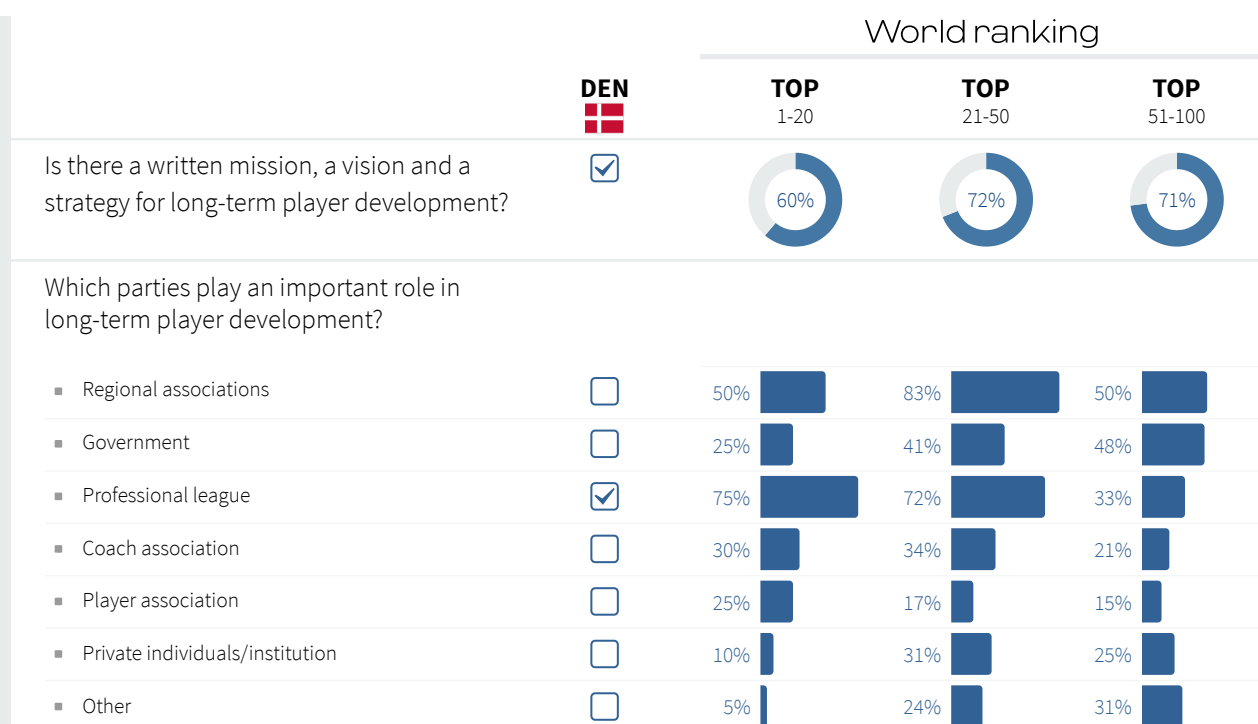 World ranking
DEN TOP TOP TOP
1-20 21-50 51-100
Is there a written mission, a vision and a
strategy for long-term player development?
60% 72% 71%
Which parties play an important role in
long-term player development?
Regional associations 50% 83% 50%
Government 25% 41% 48%
Professional league 75% 72% 33%
Coach association 30% 34% 21%
Player association 25% 17% 15%
Private individuals/institution 10% 31% 25%
Other 5% 24% 31%